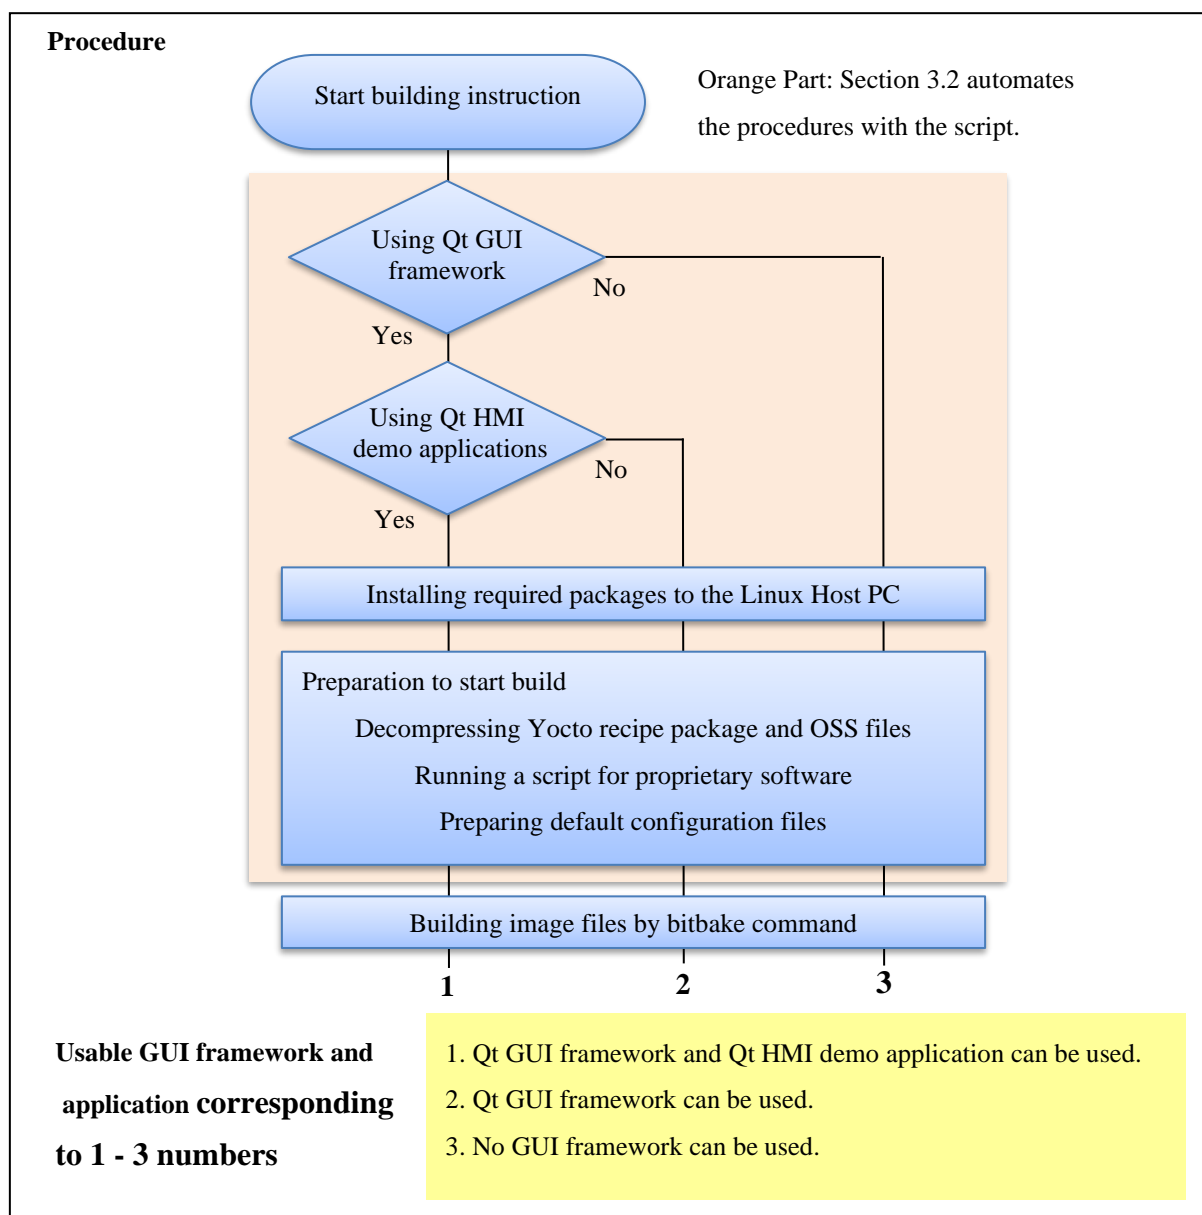 Procedure
Start building instruction
Orange Part: Section 3.2 automates
the procedures with the script.
Using Qt GUI
framework
No
Yes
Using Qt HMI
demo applications
No
Yes
Installing required packages to the Linux Host PC
Preparation to start build
Decompressing Yocto recipe package and OSS files
Running a script for proprietary software
Preparing default configuration files
Building image files by bitbake command
1
2
3
Usable GUI framework and
application corresponding
to 1 - 3 numbers
1. Qt GUI framework and Qt HMI demo application can be used.
2. Qt GUI framework can be used.
3. No GUI framework can be used.